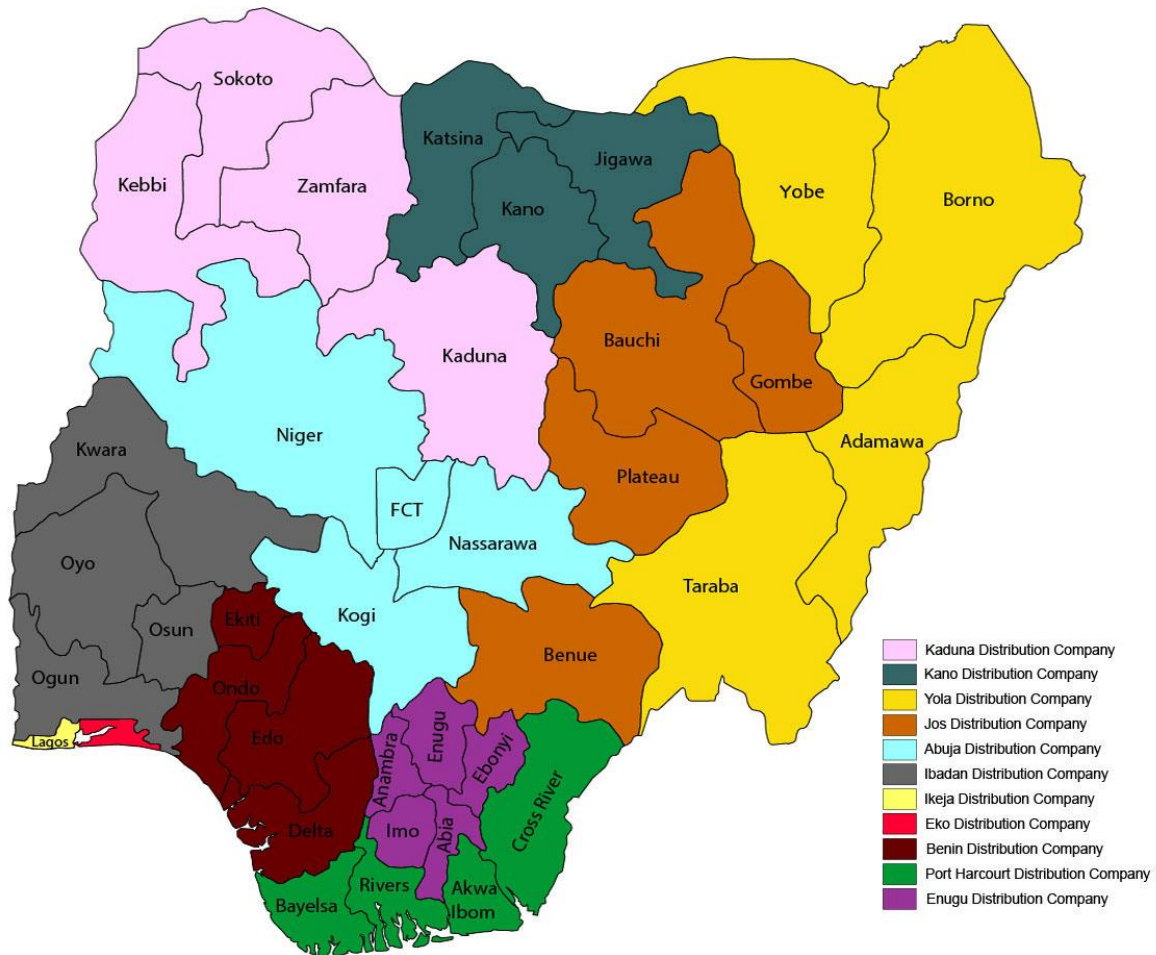 Sokoto
Katsina
Jigawa
Kebbi
Zamfara
Kano
Yobe
Borno
Kaduna
Bauchi
Gombe
Niger
Adamawa
Kwara
Plateau
FCT
Nassarawa
Oyo
Taraba
Kogi
Osun
Ekiti
Benue
Ogun
Ondo
Lagos
Edo
Anambra
Enugu
Ebonyi
Cross River
Delta
Imo
Abia
Rivers
Akwa
Ibom
Bayelsa
Kaduna Distribution Company
Kano Distribution Company
Yola Distribution Company
Jos Distribution Company
Abuja Distribution Company
Ibadan Distribution Company
Ikeja Distribution Company
Eko Distribution Company
Benin Distribution Company
Port Harcourt Distribution Company
Enugu Distribution Company